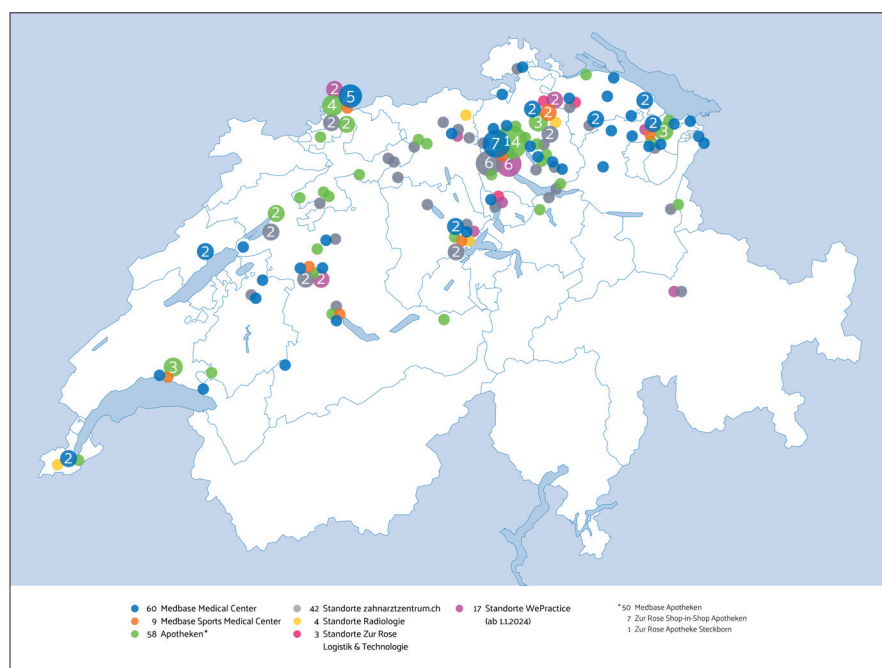 2
5
4
2
2
2
2
2
3
2
2
2
2
3
7
14
6
6
2
2
2
2
2
2
2
3
2
60 Medbase Medical Center
9 Medbase Sports Medical Center
58 Apotheken*
42 Standorte zahnarztzentrum.ch
4 Standorte Radiologie
3 Standorte Zur Rose
Logistik & Technologie
17 Standorte WePractice
(ab 1.1.2024)
*50 Medbase Apotheken
7 Zur Rose Shop-in-Shop Apotheken
1 Zur Rose Apotheke Steckborn